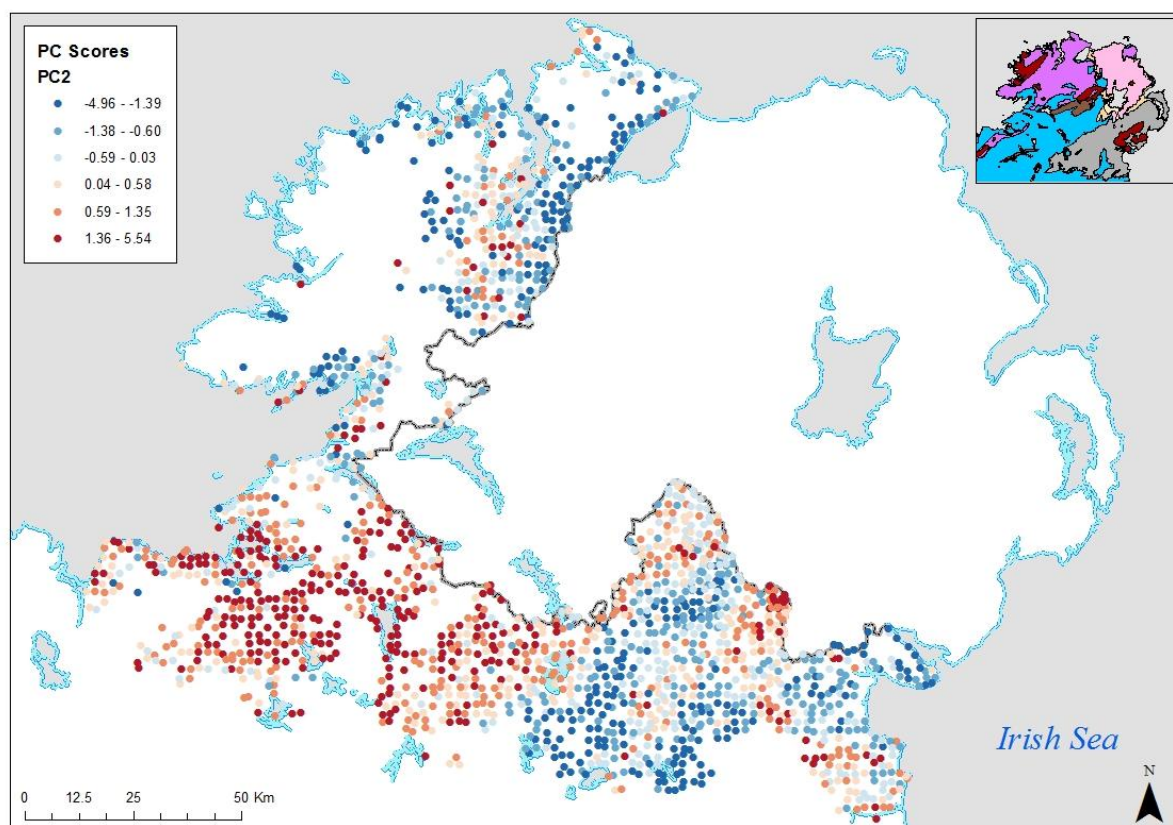 PC Scores
PC2
-4.96 - -1.39
-1.38 - -0.60
-0.59 - 0.03
0.04 - 0.58
0.59 - 1.35
1.36 - 5.54
Irish Sea
N
0 12.5 25 50 Km